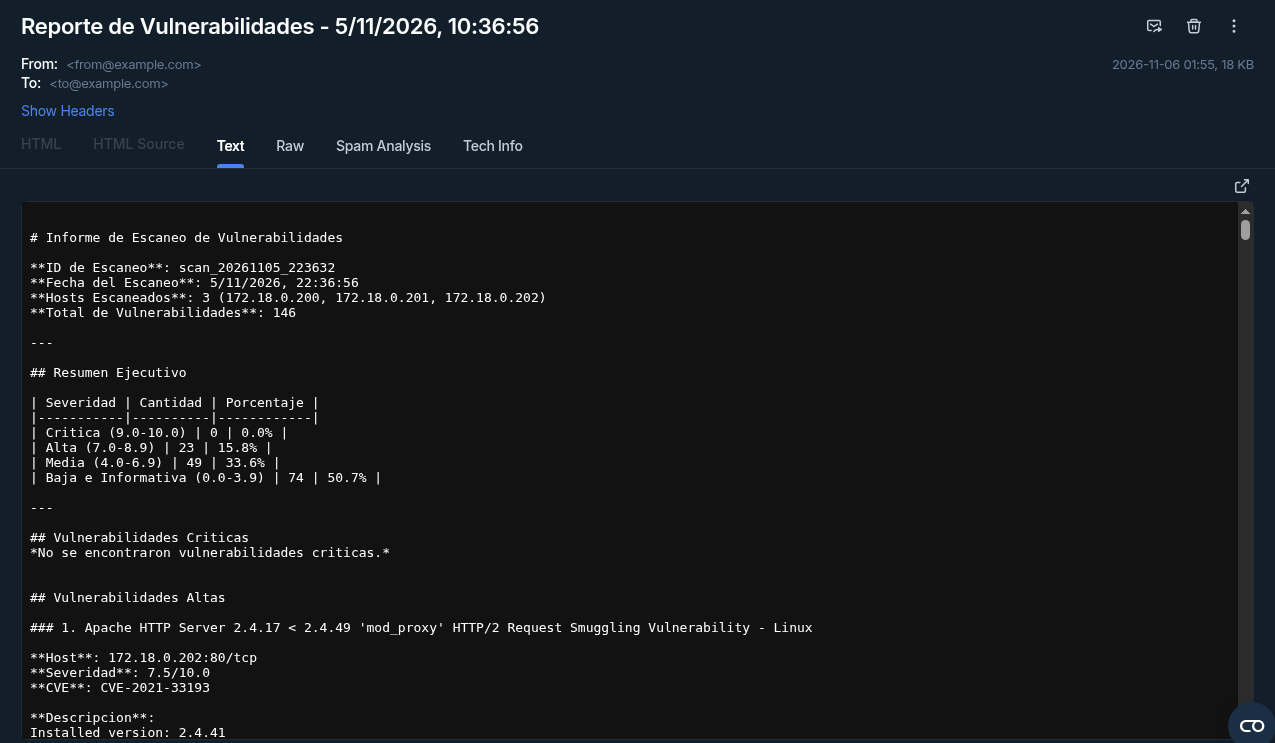 Reporte de Vulnerabilidades - 5/11/2026, 10:36:56
From: <from@example.com>
2026-11-06 01:55, 18 KB
To: <to@example.com>
Show Headers
HTML HTML Source Text Raw Spam Analysis Tech Info
# Informe de Escaneo de Vulnerabilidades
**ID de Escaneo**: scan_20261105_223632
**Fecha del Escaneo**: 5/11/2026, 22:36:56
**Hosts Escaneados**: 3 (172.18.0.200, 172.18.0.201, 172.18.0.202)
**Total de Vulnerabilidades**: 146
---
## Resumen Ejecutivo
| Severidad | Cantidad | Porcentaje |
|-----------|----------|------------|
| Critica (9.0-10.0) | 0 | 0.0% |
| Alta (7.0-8.9) | 23 | 15.8% |
| Media (4.0-6.9) | 49 | 33.6% |
| Baja e Informativa (0.0-3.9) | 74 | 50.7% |
---
## Vulnerabilidades Criticas
*No se encontraron vulnerabilidades criticas.*
## Vulnerabilidades Altas
### 1. Apache HTTP Server 2.4.17 < 2.4.49 'mod_proxy' HTTP/2 Request Smuggling Vulnerability - Linux
**Host**: 172.18.0.202:80/tcp
**Severidad**: 7.5/10.0
**CVE**: CVE-2021-33193
**Descripcion**:
Installed version: 2.4.41